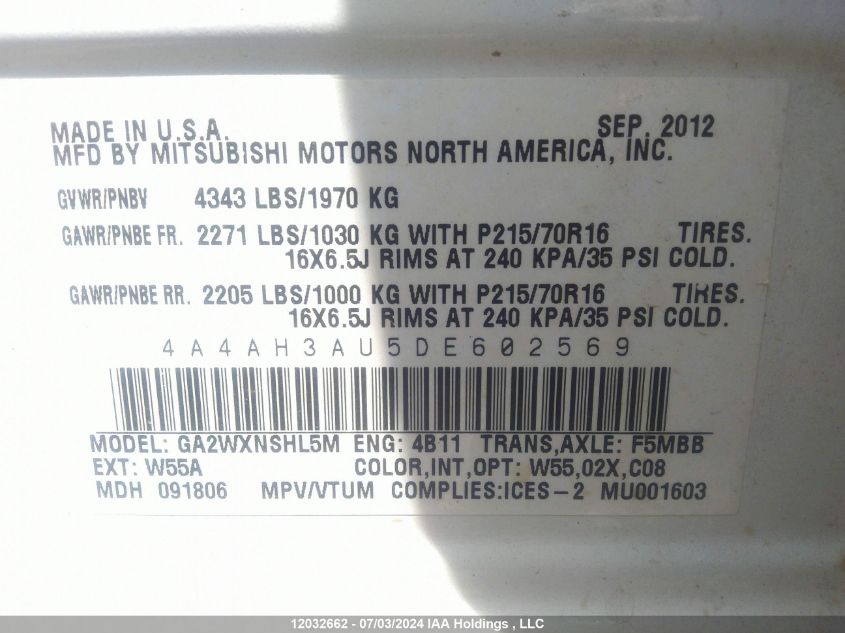 MADE IN U.S.A. SEP. 2012
MFD BY MITSUBISHI MOTORS NORTH AMERICA, INC.
GVWR/PNBV 4343 LBS/1970 KG
GAWR/PNBE FR. 2271 LBS/1030 KG WITH P215/70R16 TIRES.
16X6.5J RIMS AT 240 KPA/35 PSI COLD.
GAWR/PNBE RR. 2205 LBS/1000 KG WITH P215/70R16 TIRES.
16X6.5J RIMS AT 240 KPA/35 PSI COLD.
4A4AH3AU5DE602569
MODEL: GA2WXNSHL5M ENG: 4B11 TRANS,AXLE: F5MBB
EXT: W55A COLOR,INT,OPT: W55,02X,C08
MDH 091806 MPV/VTUM COMPLIES:ICES-2 MU001603
12032662 - 07/03/2024 IAA Holdings , LLC